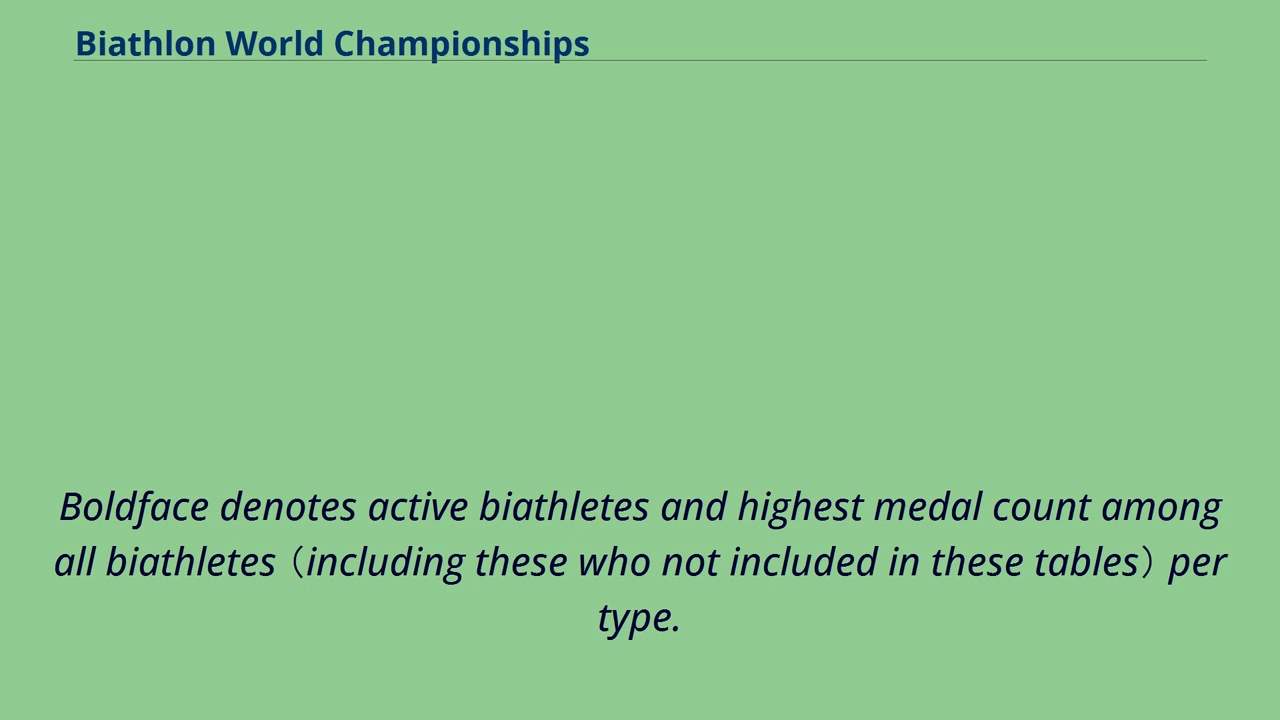 Biathlon World Championships
Boldface denotes active biathletes and highest medal count among
all biathletes（including these who not included in these tables）per
type.